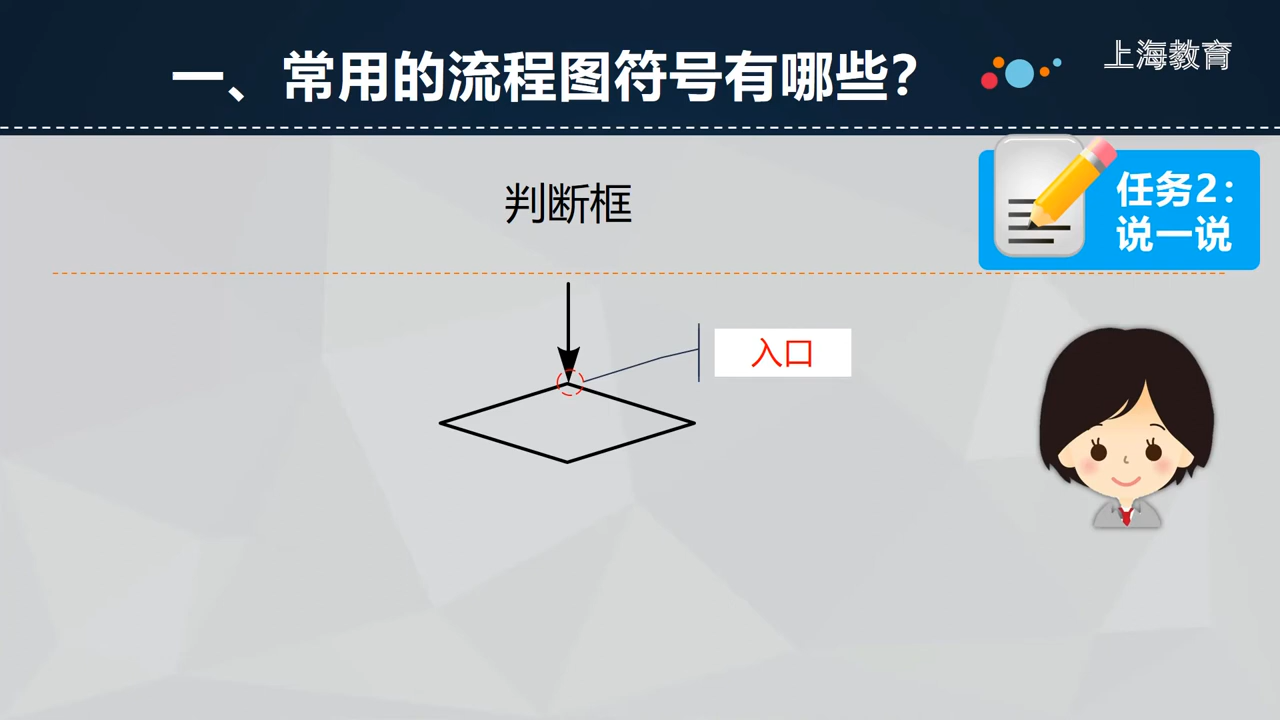 一、常用的流程图符号有哪些？
上海教育
任务2：
说一说
判断框
入口